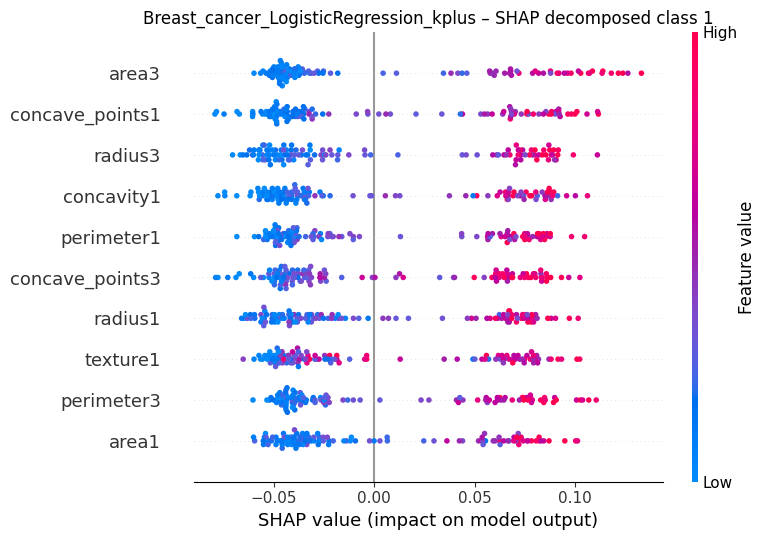 Breast_cancer_LogisticRegression_kplus – SHAP decomposed class 1
High
area3
concave_points1
radius3
concavity1
perimeter1
concave_points3
radius1
texture1
perimeter3
area1
Feature value
Low
−0.05 0.00 0.05 0.10
SHAP value (impact on model output)